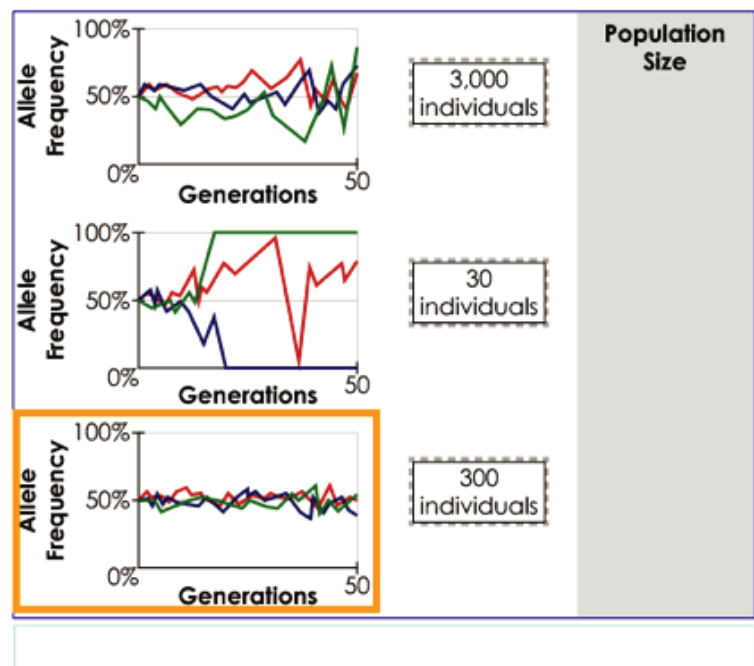 100%
Allele
Frequency
50%
0%
50
Generations
3,000
individuals
Population
Size
100%
Allele
Frequency
50%
0%
50
Generations
30
individuals
100%
Allele
Frequency
50%
0%
50
Generations
300
individuals